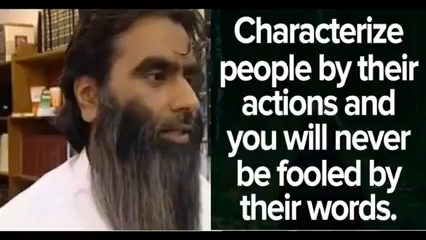 Characterize
people by their
actions and
you will never
be fooled by
their words.